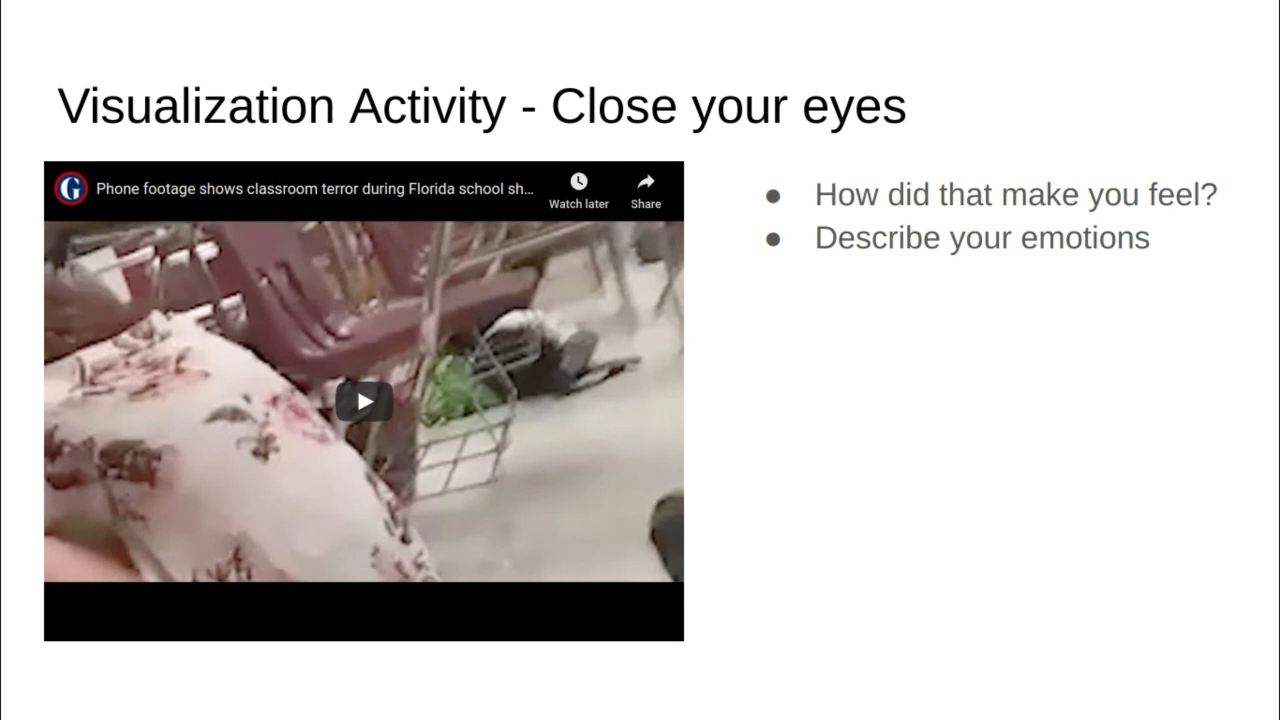 Visualization Activity - Close your eyes
G Phone footage shows classroom terror during Florida school sh...
Watch later
Share
● How did that make you feel?
● Describe your emotions